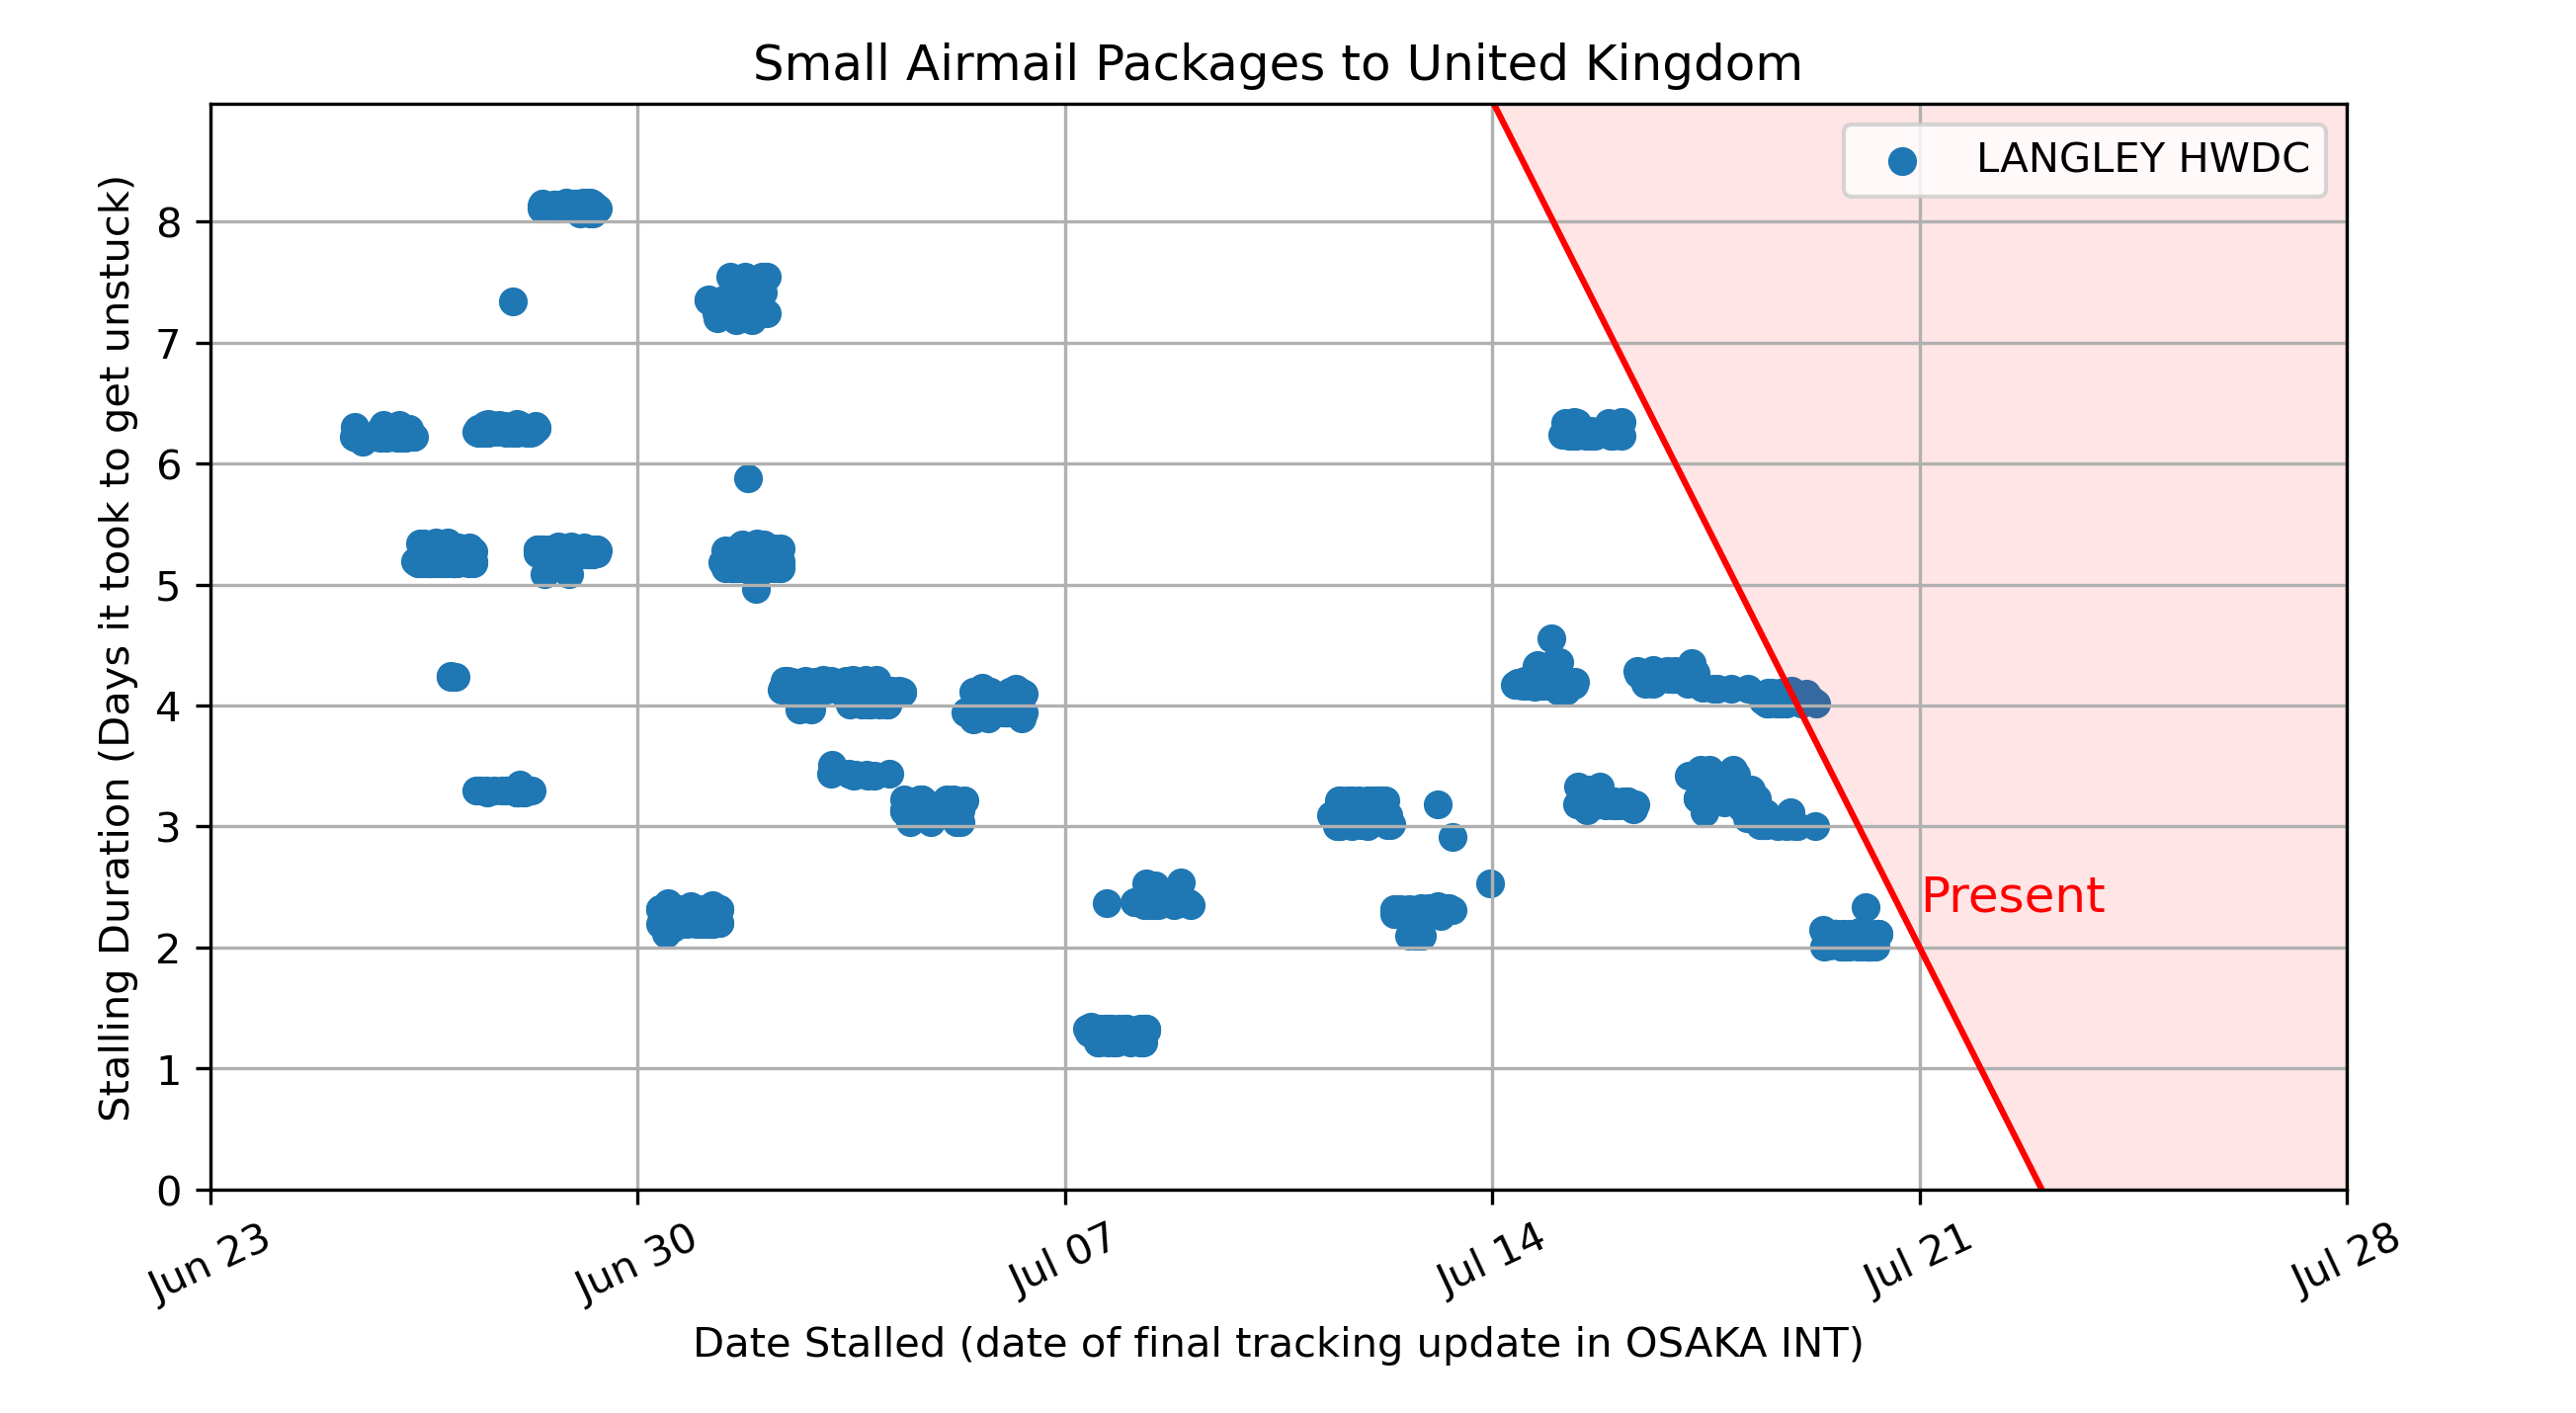 Small Airmail Packages to United Kingdom
LANGLEY HWDC
Stalling Duration (Days it took to get unstuck)
8
7
6
5
4
3
2
1
0
Present
Jun 23
Jun 30
Jul 07
Jul 14
Jul 21
Jul 28
Date Stalled (date of final tracking update in OSAKA INT)